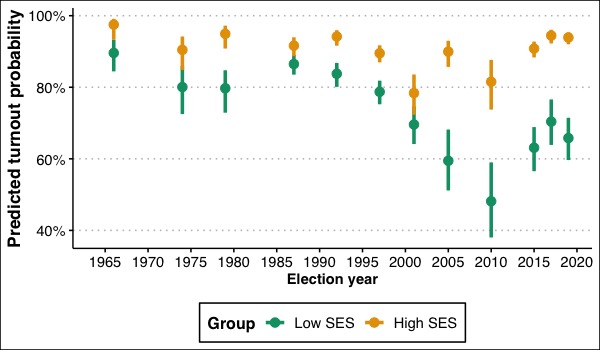 Predicted turnout probability
100%
80%
60%
40%
1965 1970 1975 1980 1985 1990 1995 2000 2005 2010 2015 2020
Election year
Group Low SES High SES